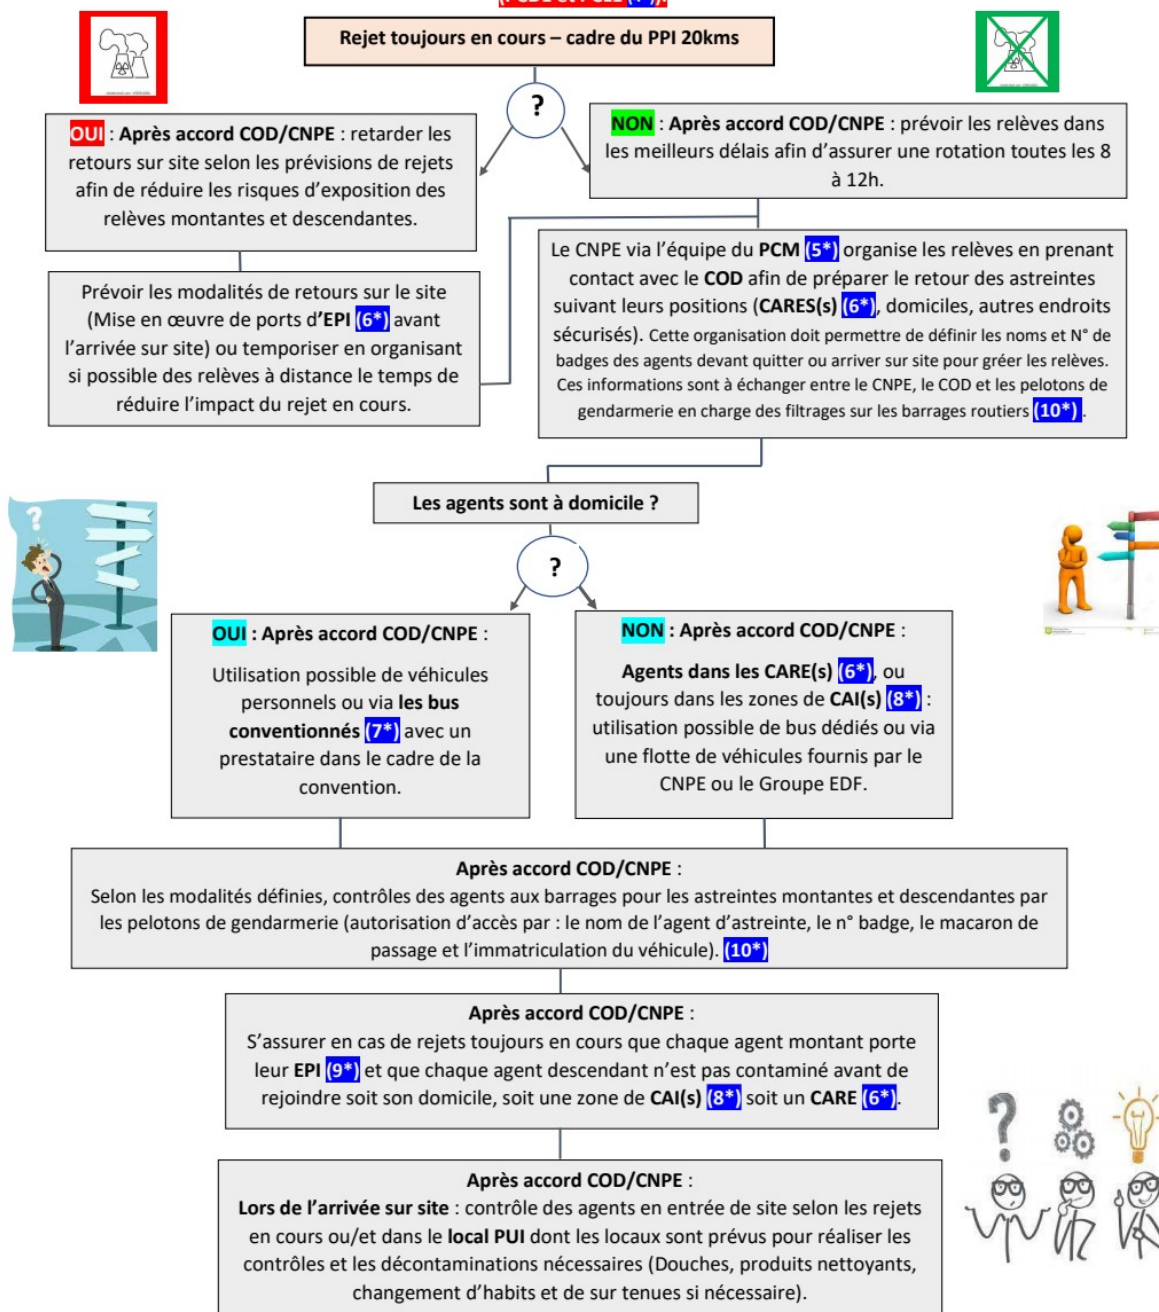 Rejet toujours en cours – cadre du PPI 20kms
?
OUI : Après accord COD/CNPE : retarder les
retours sur site selon les prévisions de rejets
afin de réduire les risques d'exposition des
relèves montantes et descendantes.
NON : Après accord COD/CNPE : prévoir les relèves dans
les meilleurs délais afin d'assurer une rotation toutes les 8
à 12h.
Prévoir les modalités de retours sur le site
(Mise en œuvre de ports d'EPI (6*) avant
l'arrivée sur site) ou temporiser en organisant
si possible des relèves à distance le temps de
réduire l'impact du rejet en cours.
Le CNPE via l'équipe du PCM (5*) organise les relèves en prenant
contact avec le COD afin de préparer le retour des astreintes
suivant leurs positions (CARES(s) (6*), domiciles, autres endroits
sécurisés). Cette organisation doit permettre de définir les noms et N° de
badges des agents devant quitter ou arriver sur site pour gréer les relèves.
Ces informations sont à échanger entre le CNPE, le COD et les pelotons de
gendarmerie en charge des filtrages sur les barrages routiers (10*) .
Les agents sont à domicile ?
?
?
OUI : Après accord COD/CNPE :
Utilisation possible de véhicules
personnels ou via les bus
conventionnés (7*) avec un
prestataire dans le cadre de la
convention.
NON : Après accord COD/CNPE :
Agents dans les CARE(s) (6*), ou
toujours dans les zones de CAI(s) (8*) :
utilisation possible de bus dédiés ou via
une flotte de véhicules fournis par le
CNPE ou le Groupe EDF.
Après accord COD/CNPE :
Selon les modalités définies, contrôles des agents aux barrages pour les astreintes montantes et descendantes par
les pelotons de gendarmerie (autorisation d'accès par : le nom de l'agent d'astreinte, le n° badge, le macaron de
passage et l'immatriculation du véhicule). (10*)
Après accord COD/CNPE :
S'assurer en cas de rejets toujours en cours que chaque agent montant porte
leur EPI (9*) et que chaque agent descendant n'est pas contaminé avant de
rejoindre soit son domicile, soit une zone de CAI(s) (8*) soit un CARE (6*).
?
Après accord COD/CNPE :
Lors de l'arrivée sur site : contrôle des agents en entrée de site selon les rejets
en cours ou/et dans le local PUI dont les locaux sont prévus pour réaliser les
contrôles et les décontaminations nécessaires (Douches, produits nettoyants,
changement d'habits et de sur tenues si nécessaire).